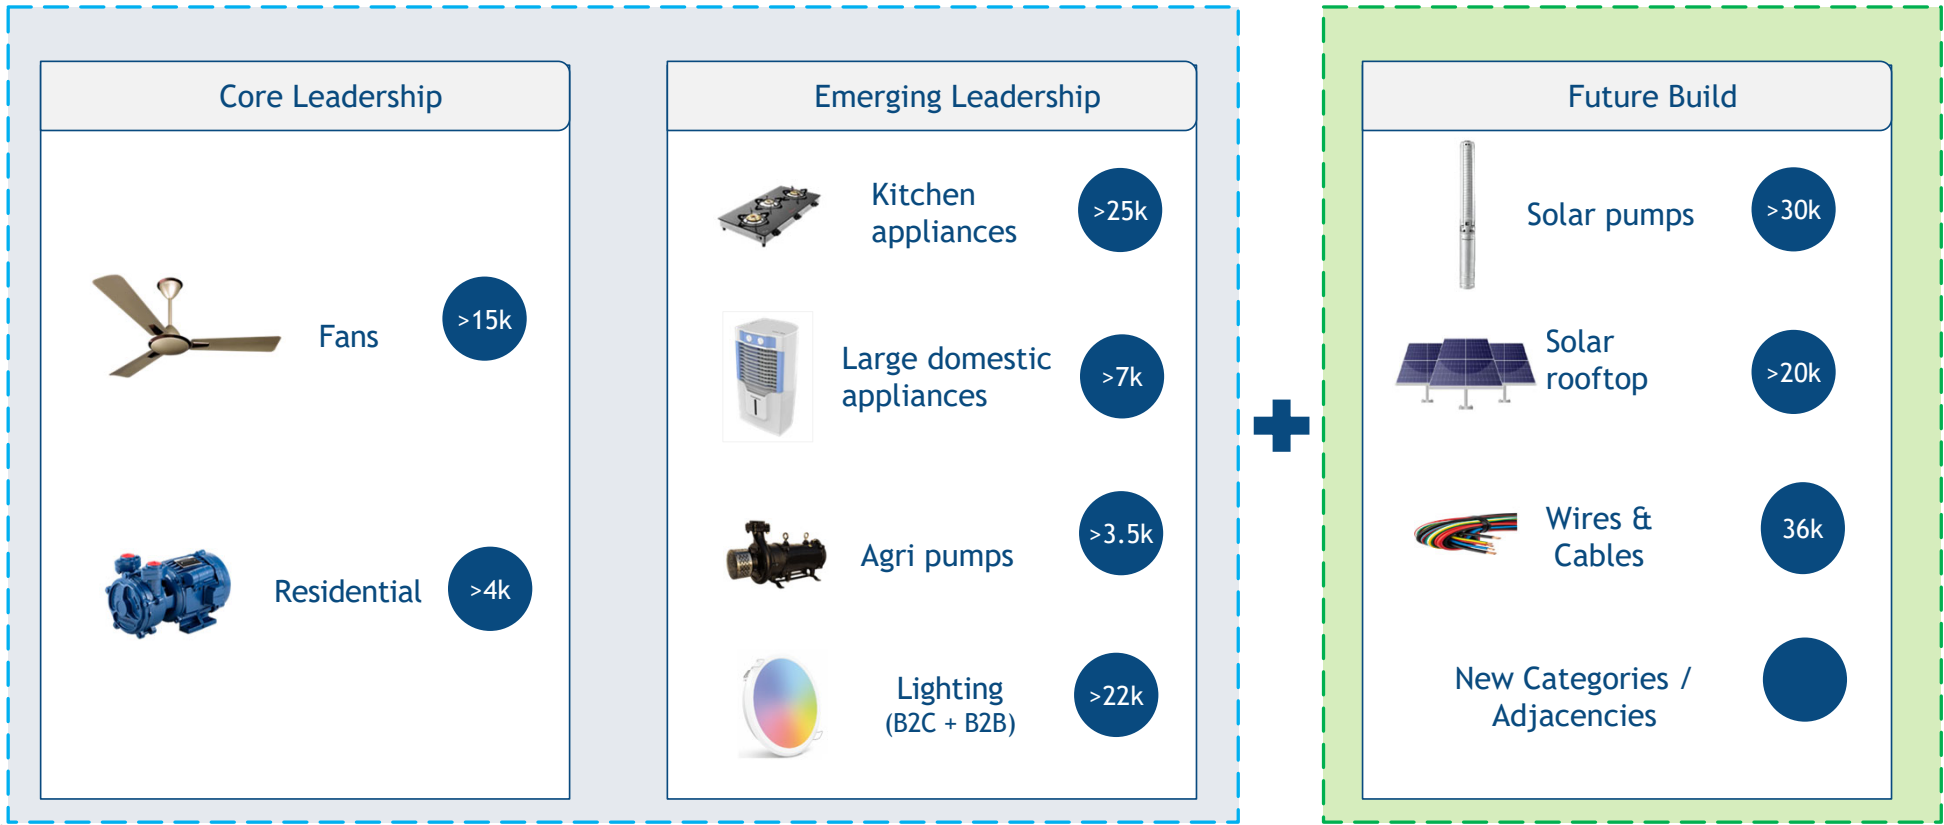 Core Leadership
Fans
>15k
Residential
>4k
Emerging Leadership
Kitchen
appliances
>25k
Large domestic
appliances
>7k
Agri pumps
>3.5k
Lighting
(B2C + B2B)
>22k
Future Build
Solar pumps
>30k
Solar
rooftop
>20k
Wires &
Cables
36k
New Categories /
Adjacencies